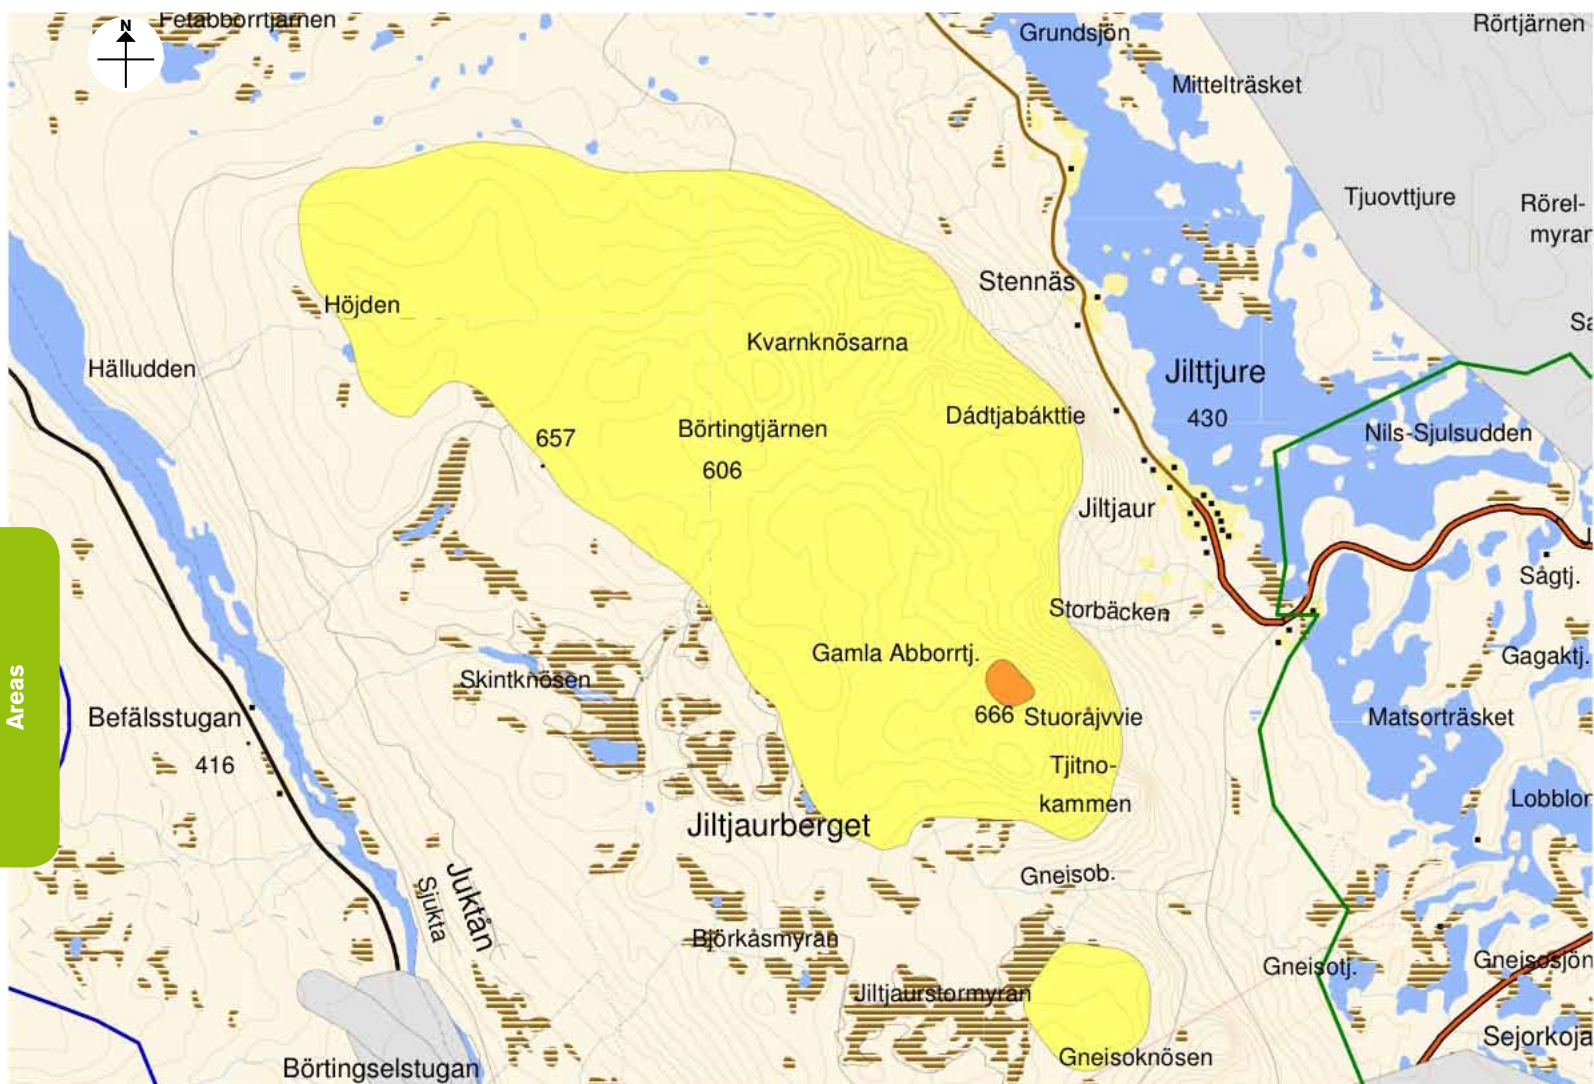 Fetabborrtjärnen
N
Grundsjön
Rörtjärnen
Mittelträsket
Tjuovttjure
Rörel-
myrar
Stennäs
Höjden
Kvarnknösarna
Hälludden
Jilttjure
430
Dádtjabákttie
Nils-Sjulsudden
657
Börtingtjärnen
606
Jiltjaur
Sågtj.
Storbäcken
Gamla Abborrtj.
Gagaktj.
Skintknösen
Areas
Befälsstugan
666
Stuoråjvvie
Matsorträsket
416
Tjitno-
kammen
Lobblor
Jiltjaurberget
Gneisob.
Juktån
Sjukta
Björkåsmyran
Gneisotj.
Gneisosjön
Jiltjaurstormyran
Sejorkoja
Gneisoknösen
Börtingselstugan